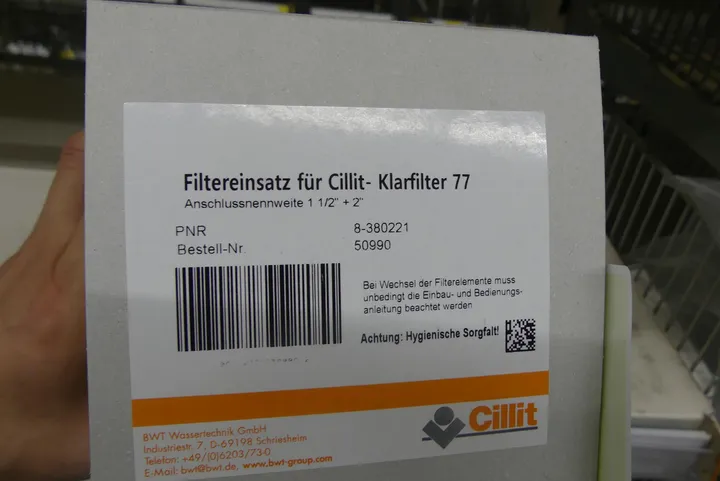 Filtereinsatz für Cillit- Klarfilter 77
Anschlussnennweite 1 1/2" + 2"
PNR 8-380221
Bestell-Nr. 50990
Bei Wechsel der Filterelemente muss
unbedingt die Einbau- und Bedienungs-
anleitung beachtet werden
Achtung: Hygienische Sorgfalt!
Cillit
BWT Wassertechnik GmbH
Industriestr. 7, D-69198 Schriesheim
Telefon: +49/(0)6203/73-0
E-Mail: bwt@bwt.de, www.bwt-group.com